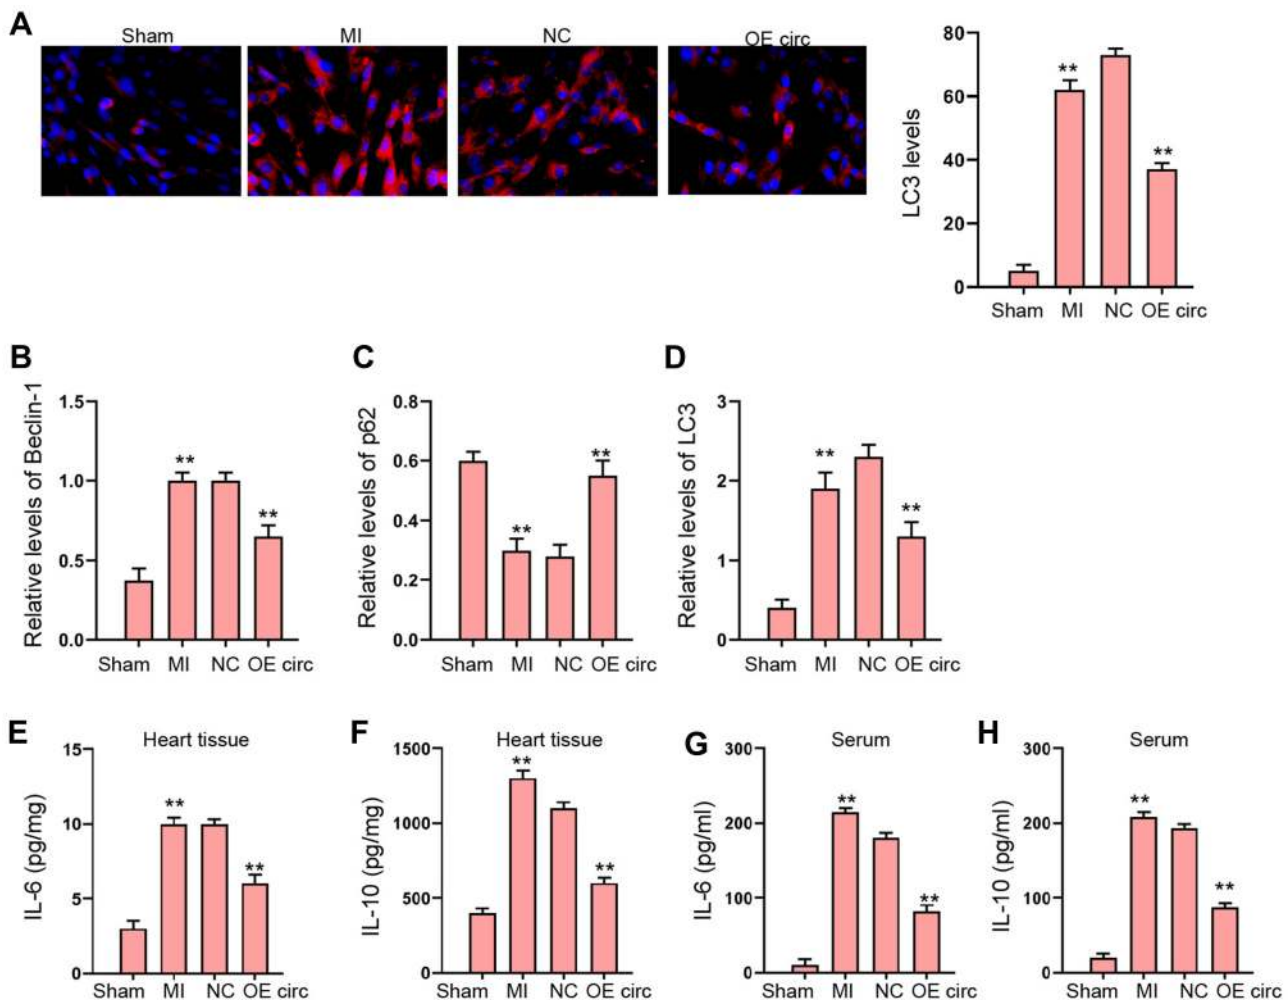 A
Sham
MI
NC
OE circ
LC3 levels
80
60
40
20
0
**
**
Sham MI NC OE circ
B
Relative levels of Beclin-1
1.5
1.0
0.5
0.0
**
**
Sham MI NC OE circ
C
Relative levels of p62
0.8
0.6
0.4
0.2
0.0
**
**
Sham MI NC OE circ
D
Relative levels of LC3
3
2
1
0
**
**
Sham MI NC OE circ
E
Heart tissue
IL-6 (pg/mg)
15
10
5
0
**
**
Sham MI NC OE circ
F
Heart tissue
IL-10 (pg/mg)
1500
1000
500
0
**
**
Sham MI NC OE circ
G
Serum
IL-6 (pg/ml)
300
200
100
0
**
**
Sham MI NC OE circ
H
Serum
IL-10 (pg/ml)
300
200
100
0
**
**
Sham MI NC OE circ